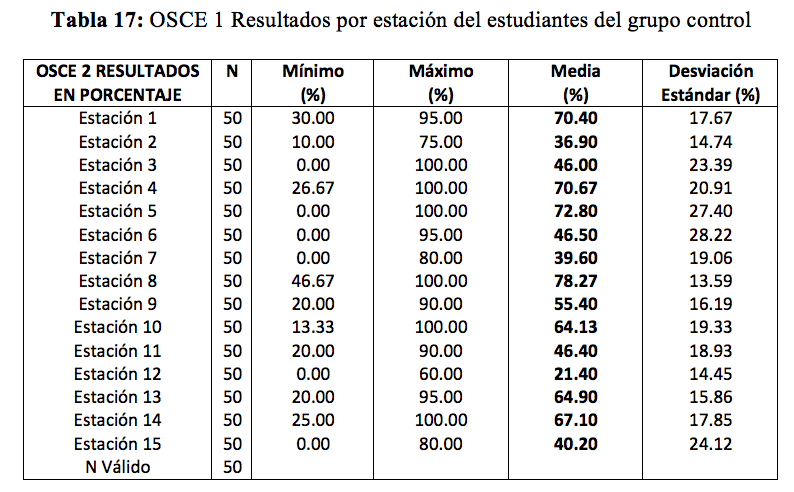 Tabla 17: OSCE 1 Resultados por estación del estudiantes del grupo control
OSCE 2 RESULTADOS EN PORCENTAJE N Mínimo (%) Máximo (%) Media (%) Desviación Estándar (%)
Estación 1 50 30.00 95.00 70.40 17.67
Estación 2 50 10.00 75.00 36.90 14.74
Estación 3 50 0.00 100.00 46.00 23.39
Estación 4 50 26.67 100.00 70.67 20.91
Estación 5 50 0.00 100.00 72.80 27.40
Estación 6 50 0.00 95.00 46.50 28.22
Estación 7 50 0.00 80.00 39.60 19.06
Estación 8 50 46.67 100.00 78.27 13.59
Estación 9 50 20.00 90.00 55.40 16.19
Estación 10 50 13.33 100.00 64.13 19.33
Estación 11 50 20.00 90.00 46.40 18.93
Estación 12 50 0.00 60.00 21.40 14.45
Estación 13 50 20.00 95.00 64.90 15.86
Estación 14 50 25.00 100.00 67.10 17.85
Estación 15 50 0.00 80.00 40.20 24.12
N Válido 50